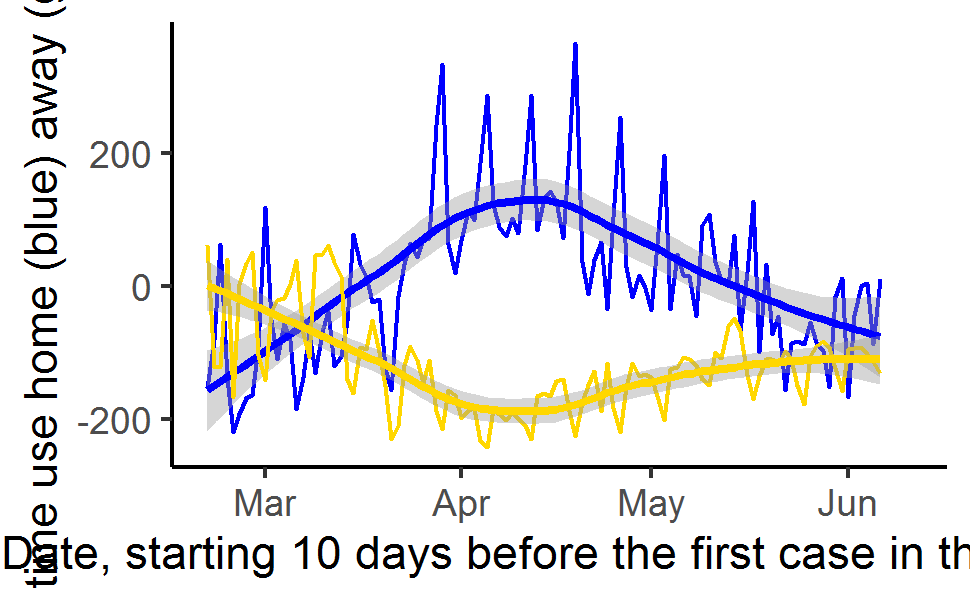 time use home (blue) away (
200
0
-200
Mar Apr May Jun
Date, starting 10 days before the first case in th